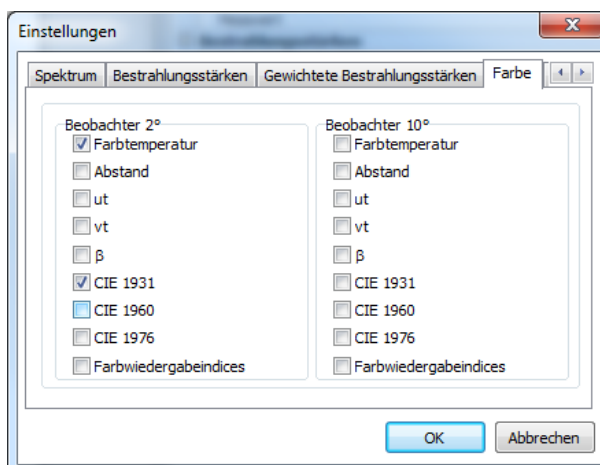 Einstellungen
Spektrum
Bestrahlungsstärken
Gewichtete Bestrahlungsstärken
Farbe
Beobachter 2°
Farbtemperatur
Abstand
ut
vt
β
CIE 1931
CIE 1960
CIE 1976
Farbwiedergabeindices
Beobachter 10°
Farbtemperatur
Abstand
ut
vt
β
CIE 1931
CIE 1960
CIE 1976
Farbwiedergabeindices
OK
Abbrechen